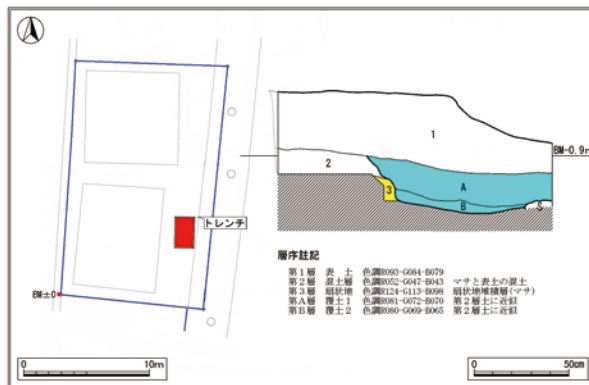 トレンチ
BM±0
0
10m
1
2
3
A
B
S
BM-0.9m
層序註記
第1層 表 土 色調R093-G084-B079
第2層 混土層 色調R052-G047-B043 マサと表土の混土
第3層 扇状地 色調R124-G113-B098 扇状地堆積層(マサ)
第A層 覆土1 色調R081-G072-B070 第2層土に近似
第B層 覆土2 色調R080-G069-B065 第2層土に近似
0
50cm